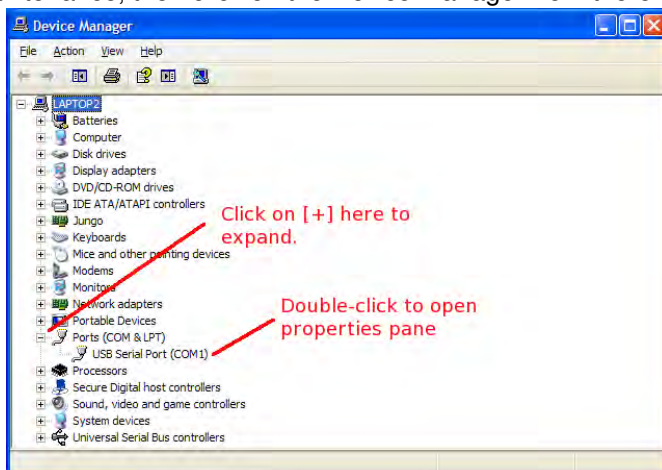 Device Manager
File Action View Help
LAPTOP2
Batteries
Computer
Disk drives
Display adapters
DVD/CD-ROM drives
IDE ATA/ATAPI controllers
Jungo
Keyboards
Mice and other pointing devices
Modems
Monitors
Network adapters
Portable Devices
Ports (COM & LPT)
USB Serial Port (COM1)
Processors
Secure Digital host controllers
Sound, video and game controllers
System devices
Universal Serial Bus controllers
Click on [+] here to
expand.
Double-click to open
properties pane